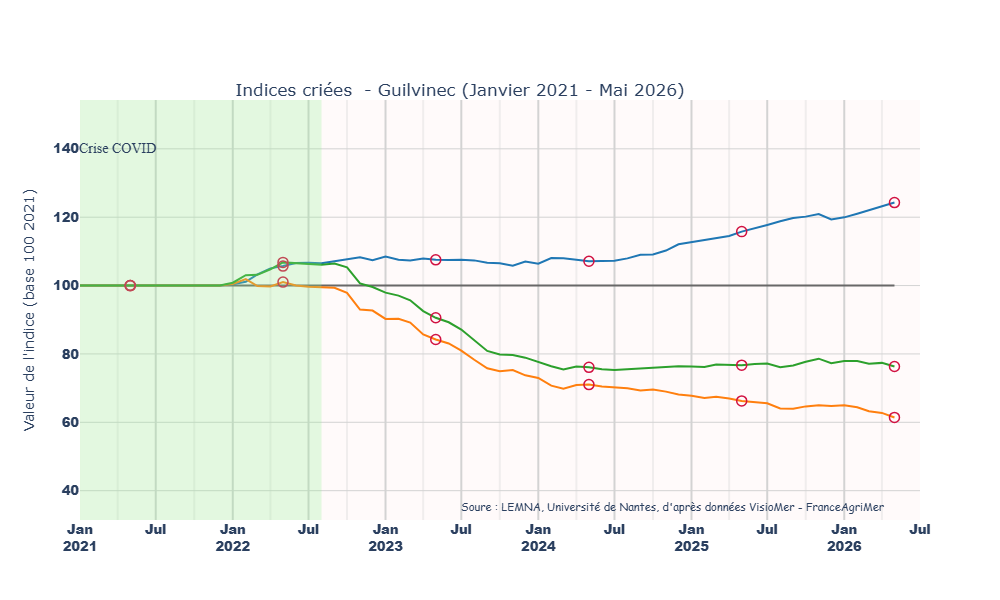 Indices criées  - Guilvinec (Janvier 2021 - Mai 2026)
Valeur de l'indice (base 100 2021)
140
Crise COVID
120
100
80
60
40
Soure : LEMNA, Université de Nantes, d'après données VisioMer - FranceAgriMer
Jan Jul Jan Jul Jan Jul Jan Jul Jan Jul Jan Jul
2021 2022 2023 2024 2025 2026